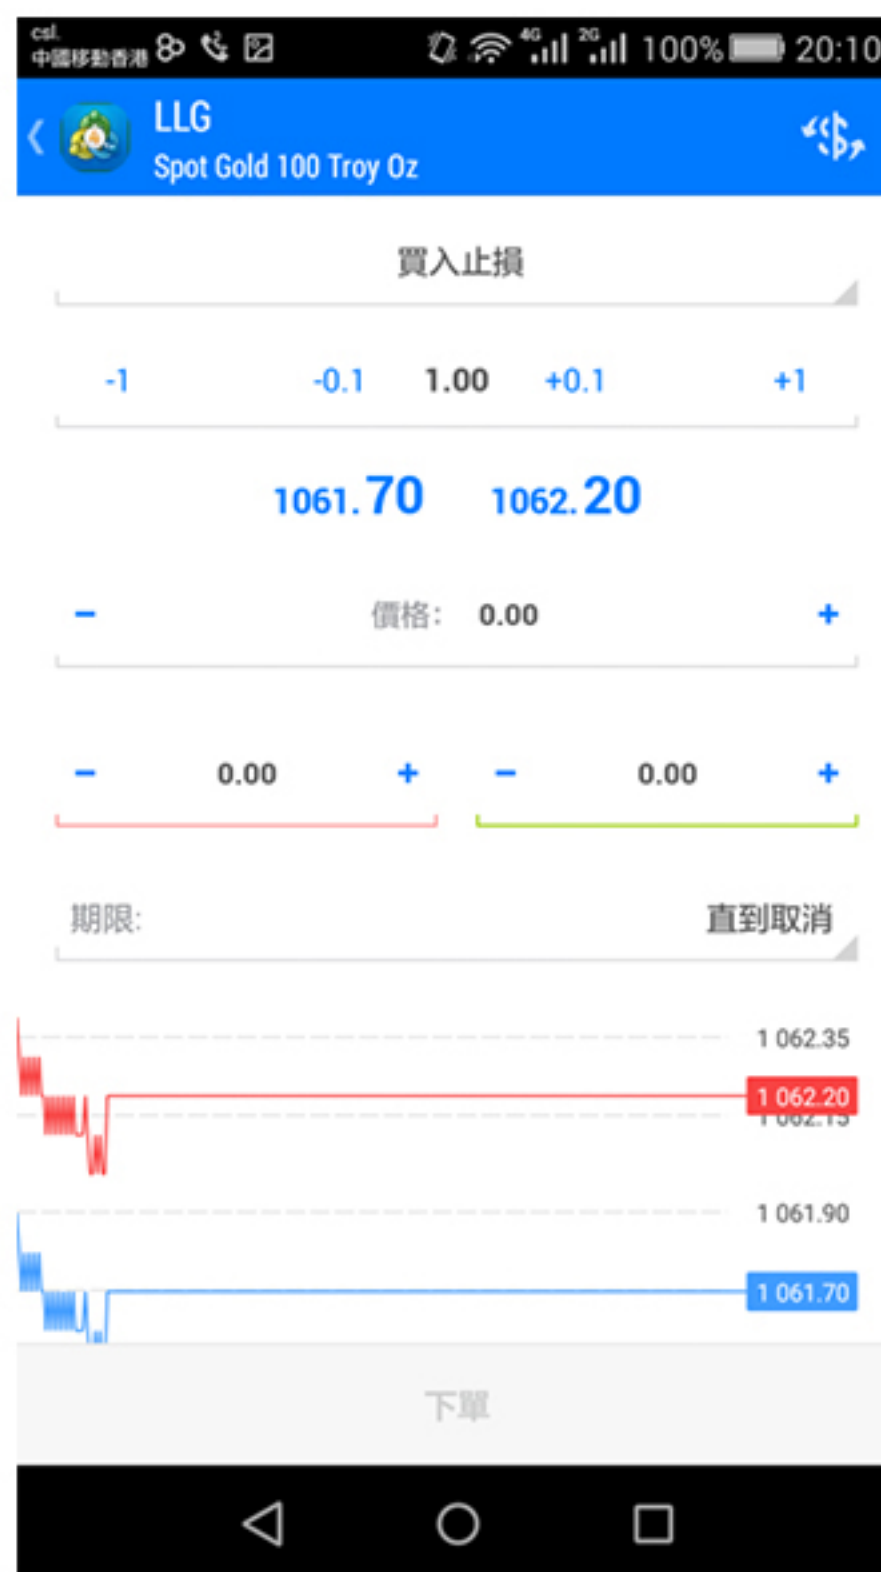 csl.
中國移動香港
4G 2G 100% 20:10
LLG
Spot Gold 100 Troy Oz
買入止損
-1 -0.1 1.00 +0.1 +1
1061.70 1062.20
- 價格: 0.00 +
- 0.00 + - 0.00 +
期限: 直到取消
1 062.35
1 062.20
1 062.15
1 061.90
1 061.70
下單